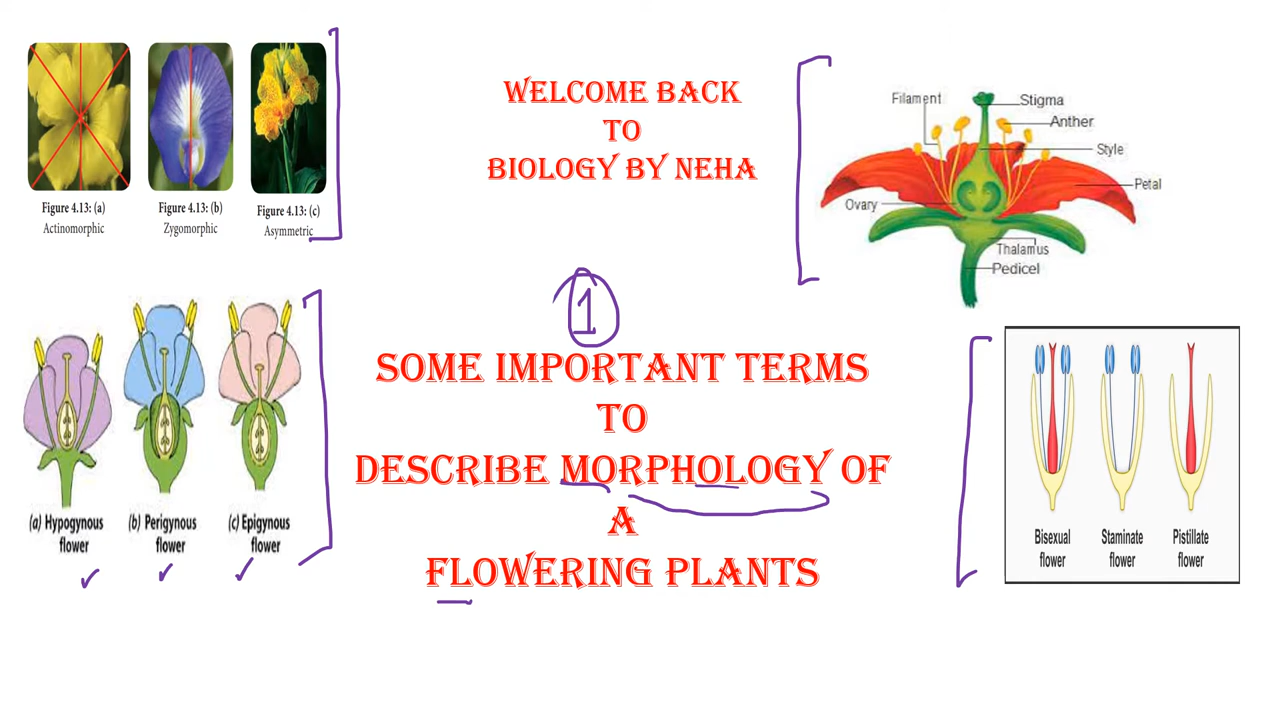 Figure 4.13: (a)
Actinomorphic
Figure 4.13: (b)
Zygomorphic
Figure 4.13: (c)
Asymmetric
WELCOME BACK
TO
BIOLOGY BY NEHA
Filament
Stigma
Anther
Style
Petal
Ovary
Thalamus
Pedicel
1
SOME IMPORTANT TERMS
TO
DESCRIBE MORPHOLOGY OF
A
FLOWERING PLANTS
(a) Hypogynous
flower
(b) Perigynous
flower
(c) Epigynous
flower
Bisexual
flower
Staminate
flower
Pistillate
flower